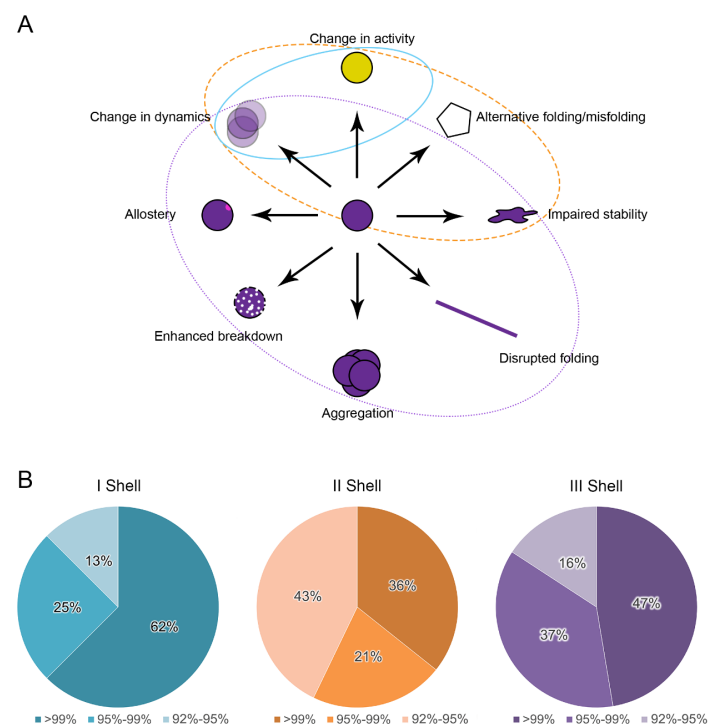 A
Change in activity
Change in dynamics
Alternative folding/misfolding
Allostery
Impaired stability
Enhanced breakdown
Disrupted folding
Aggregation
B
I Shell
II Shell
III Shell
13%
25%
62%
43%
36%
21%
16%
37%
47%
>99% 95%-99% 92%-95%
>99% 95%-99% 92%-95%
>99% 95%-99% 92%-95%